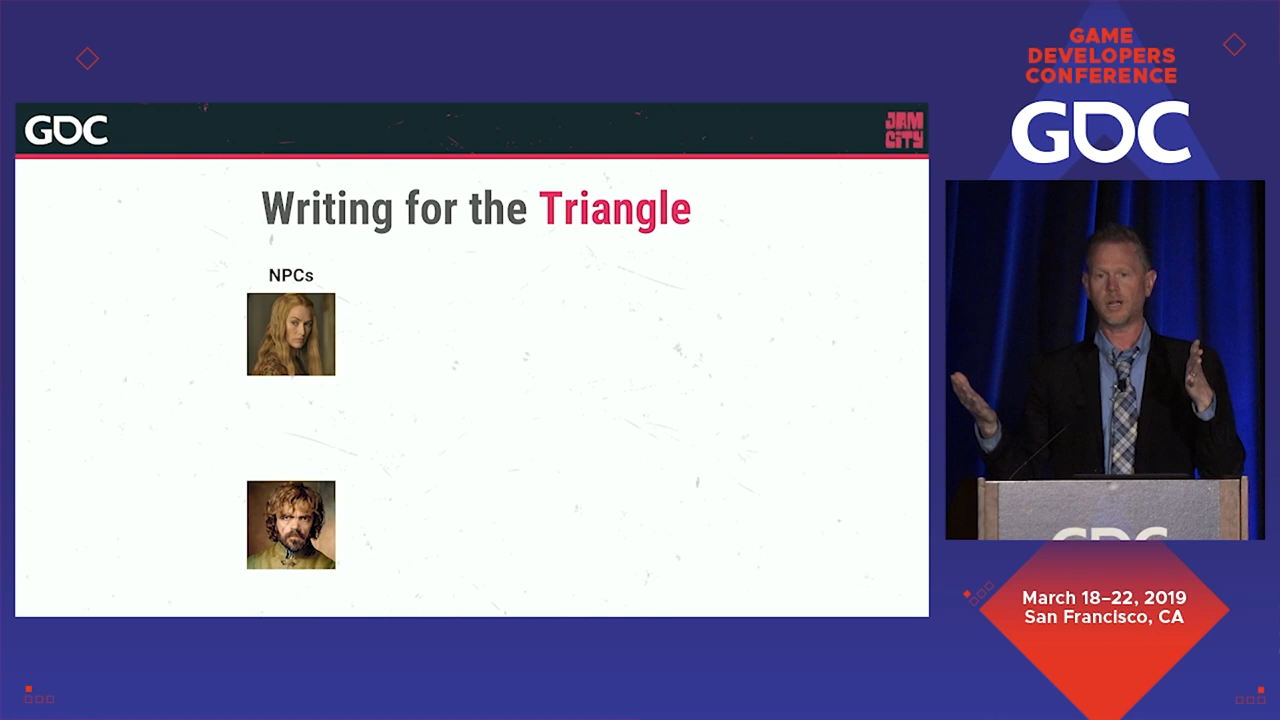 GAME
DEVELOPERS
CONFERENCE
GDC
GDC
JAM
CITY
Writing for the Triangle
NPCs
GDC
March 18–22, 2019
San Francisco, CA